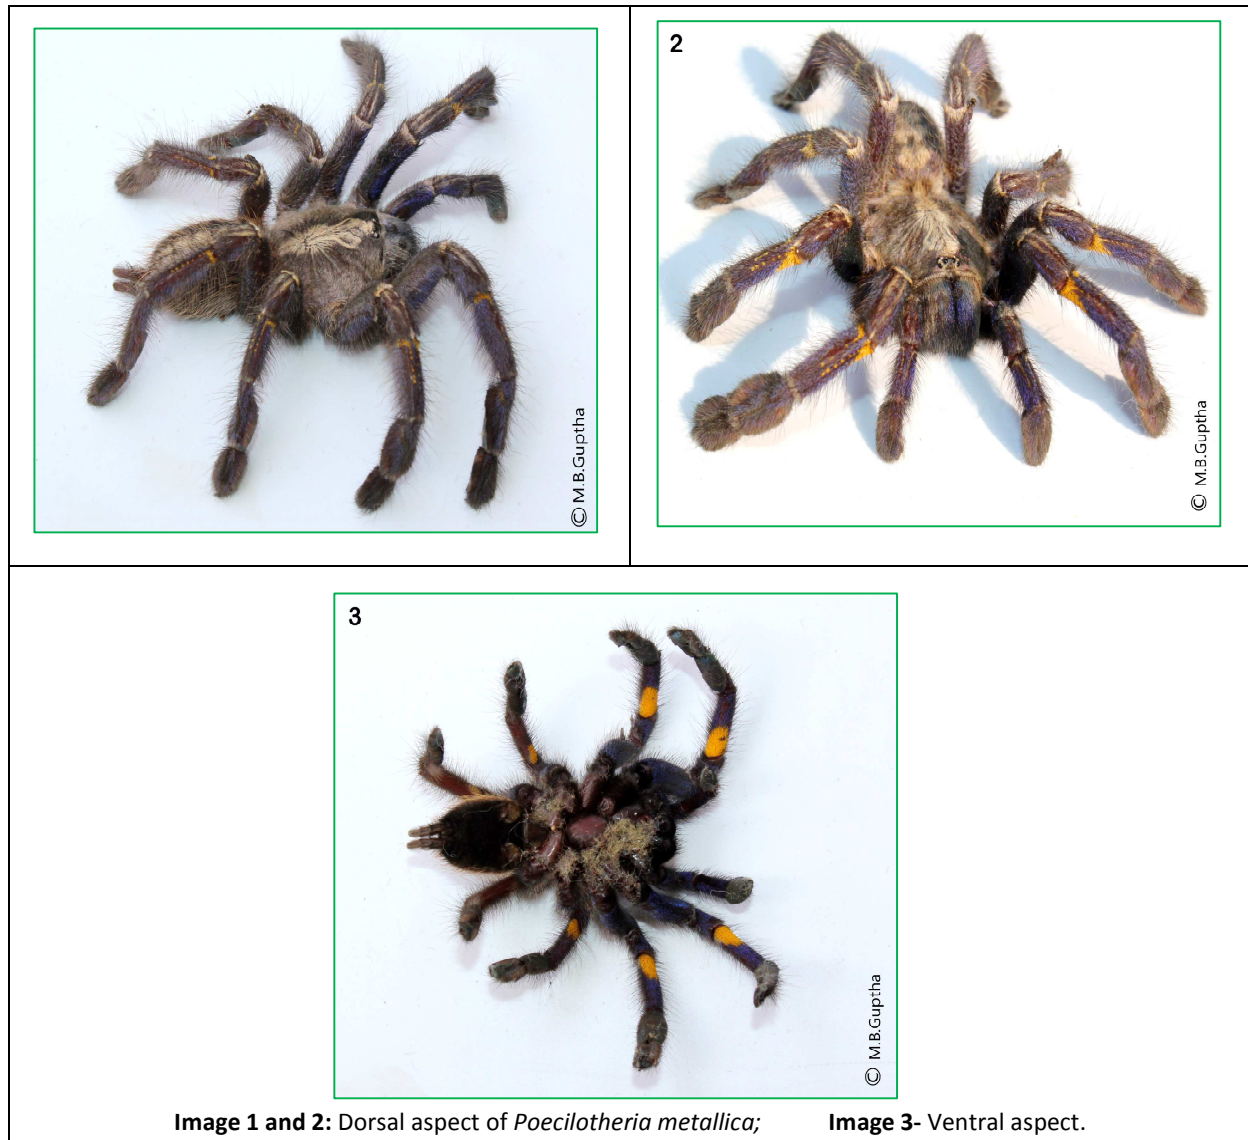 © M.B.Guptha
2
© M.B.Guptha
3
© M.B.Guptha
Image 1 and 2: Dorsal aspect of Poecilotheria metallica; Image 3- Ventral aspect.